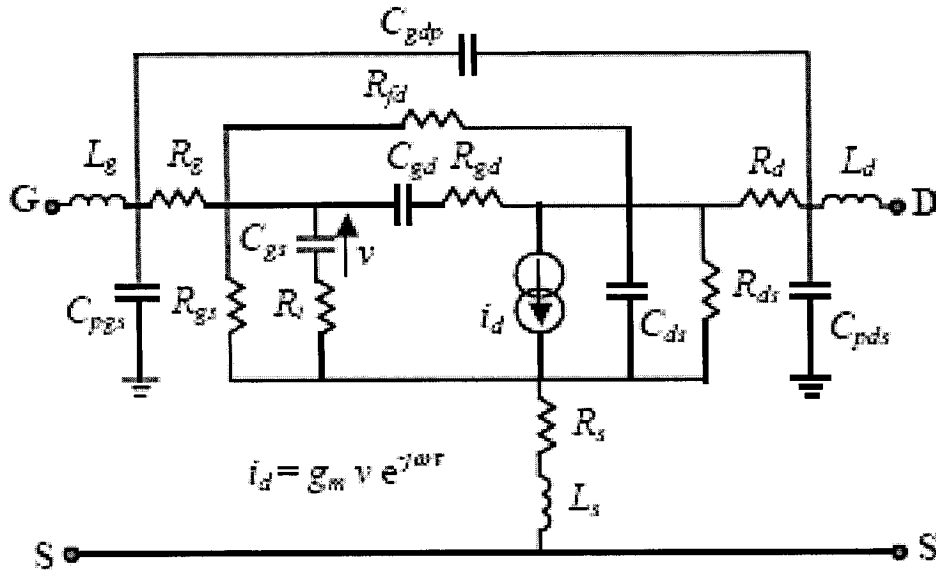 C_gdp
R_fd
L_g R_g C_gd R_gd R_d L_d
G D
C_gs v
C_pgs R_gs R_i i_d C_ds R_ds C_pds
R_s
i_d = g_m v e^-jωτ
L_s
S S